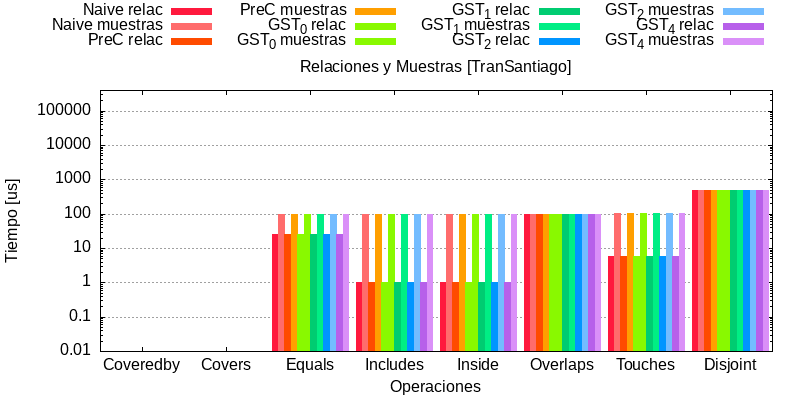 Naive relac PreC muestras GST1 relac GST2 muestras
Naive muestras GST0 relac GST1 muestras GST4 relac
PreC relac GST0 muestras GST2 relac GST4 muestras
Relaciones y Muestras [TranSantiago]
100000
10000
1000
100
10
1
0.1
0.01
Tiempo [us]
Coveredby Covers Equals Includes Inside Overlaps Touches Disjoint
Operaciones